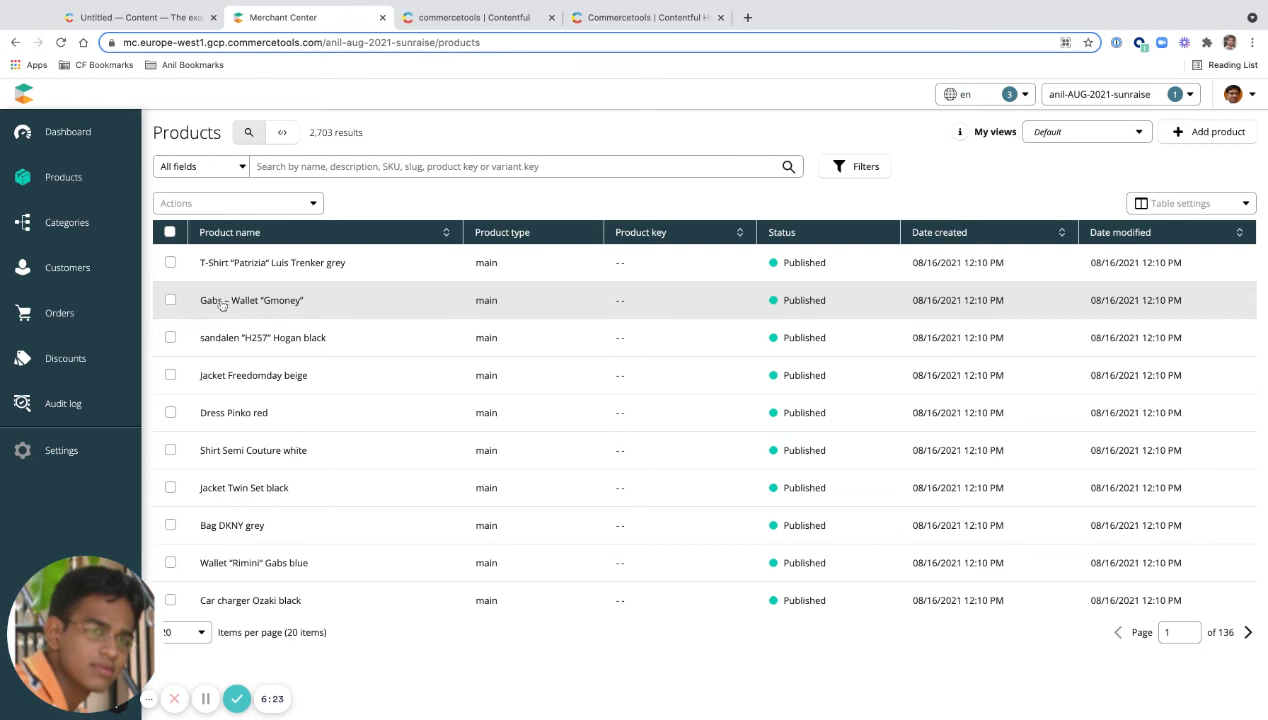 Untitled — Content — The exa
Merchant Center
commercetools | Contentful
Commercetools | Contentful H
mc.europe-west1.gcp.commercetools.com/anil-aug-2021-sunraise/products
Apps
CF Bookmarks
Anil Bookmarks
Reading List
en
3
anil-AUG-2021-sunraise
1
Dashboard
Products
Categories
Customers
Orders
Discounts
Audit log
Settings
Products
2,703 results
My views
Default
Add product
All fields
Search by name, description, SKU, slug, product key or variant key
Filters
Actions
Table settings
Product name Product type Product key Status Date created Date modified
T-Shirt “Patrizia“ Luis Trenker grey main - - Published 08/16/2021 12:10 PM 08/16/2021 12:10 PM
Gabs – Wallet “Gmoney” main - - Published 08/16/2021 12:10 PM 08/16/2021 12:10 PM
sandalen ”H257” Hogan black main - - Published 08/16/2021 12:10 PM 08/16/2021 12:10 PM
Jacket Freedomday beige main - - Published 08/16/2021 12:10 PM 08/16/2021 12:10 PM
Dress Pinko red main - - Published 08/16/2021 12:10 PM 08/16/2021 12:10 PM
Shirt Semi Couture white main - - Published 08/16/2021 12:10 PM 08/16/2021 12:10 PM
Jacket Twin Set black main - - Published 08/16/2021 12:10 PM 08/16/2021 12:10 PM
Bag DKNY grey main - - Published 08/16/2021 12:10 PM 08/16/2021 12:10 PM
Wallet “Rimini“ Gabs blue main - - Published 08/16/2021 12:10 PM 08/16/2021 12:10 PM
Car charger Ozaki black main - - Published 08/16/2021 12:10 PM 08/16/2021 12:10 PM
20 Items per page (20 items)
Page 1 of 136
6:23